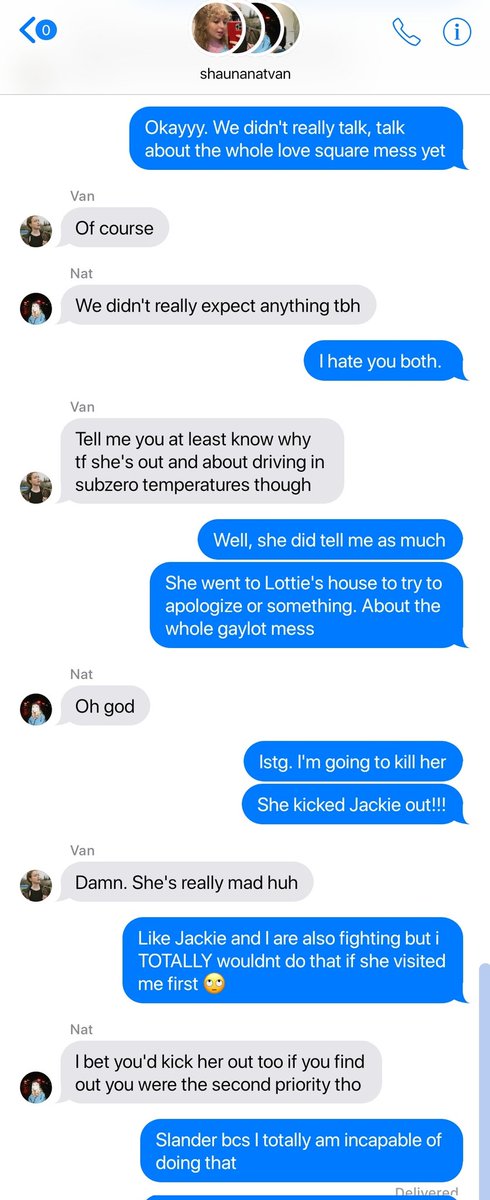 0
shaunanatvan
Okayyy. We didn't really talk, talk
about the whole love square mess yet
Van
Of course
Nat
We didn't really expect anything tbh
I hate you both.
Van
Tell me you at least know why
tf she's out and about driving in
subzero temperatures though
Well, she did tell me as much
She went to Lottie's house to try to
apologize or something. About the
whole gaylot mess
Nat
Oh god
Istg. I'm going to kill her
She kicked Jackie out!!!
Van
Damn. She's really mad huh
Like Jackie and I are also fighting but i
TOTALLY wouldnt do that if she visited
me first 🙄
Nat
I bet you'd kick her out too if you find
out you were the second priority tho
Slander bcs I totally am incapable of
doing that
Delivered